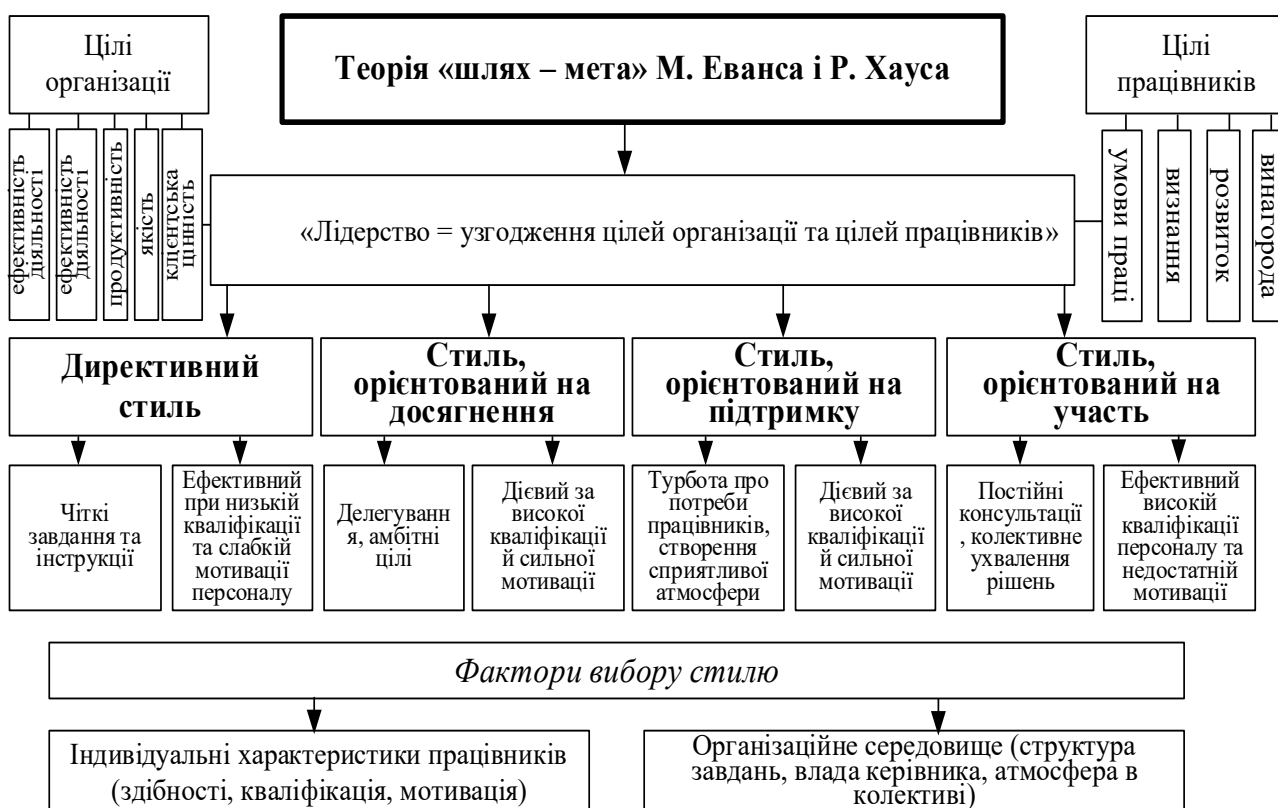 Цілі
організації
Теорія «шлях – мета» М. Еванса і Р. Хауса
Цілі
працівників
ефективність
діяльності
ефективність
діяльності
продуктивність
якість
клієнтська
цінність
«Лідерство = узгодження цілей організації та цілей працівників»
умови праці
визнання
розвиток
винагорода
Директивний
стиль
Стиль,
орієнтований на
досягнення
Стиль,
орієнтований на
підтримку
Стиль,
орієнтований на
участь
Чіткі
завдання та
інструкції
Ефективний
при низькій
кваліфікації
та слабкій
мотивації
персоналу
Делегуванн
я, амбітні
цілі
Дієвий за
високої
кваліфікації
й сильної
мотивації
Турбота про
потреби
працівників,
створення
сприятливої
атмосфери
Дієвий за
високої
кваліфікації
й сильної
мотивації
Постійні
консультації
, колективне
ухвалення
рішень
Ефективний
високій
кваліфікації
персоналу та
недостатній
мотивації
Фактори вибору стилю
Індивідуальні характеристики працівників
(здібності, кваліфікація, мотивація)
Організаційне середовище (структура
завдань, влада керівника, атмосфера в
колективі)